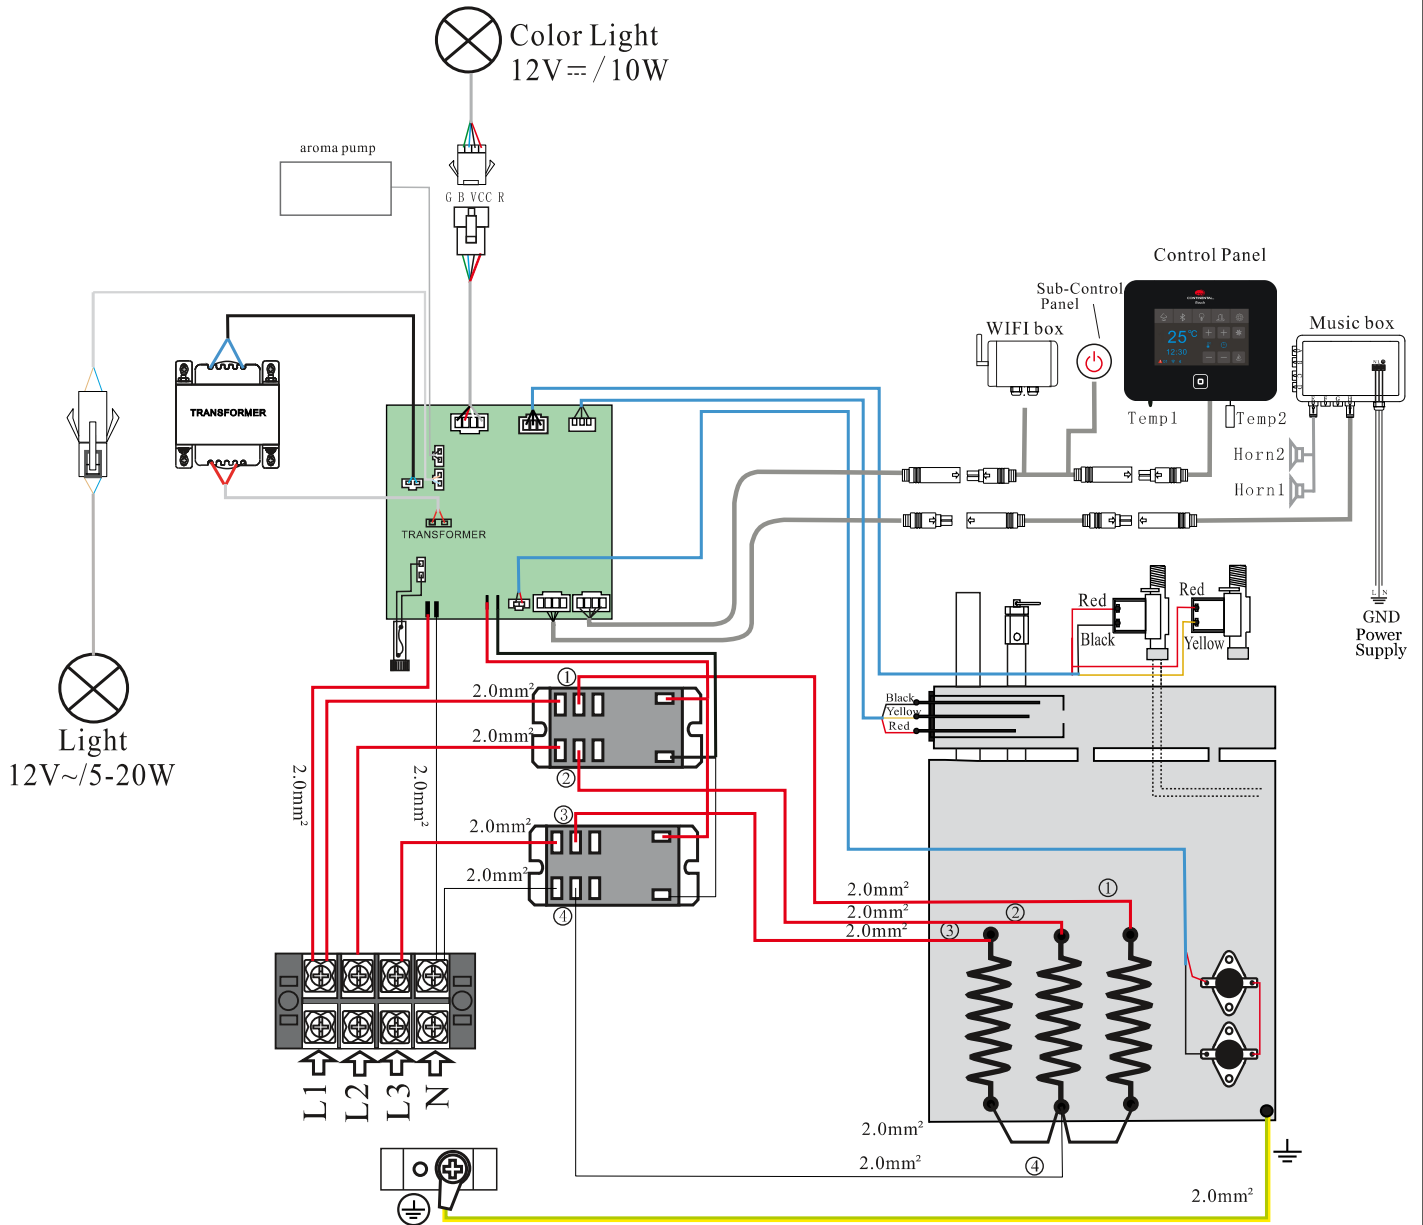 Color Light
12V⎓/10W
aroma pump
G B VCC R
Control Panel
Sub-Control
Panel
WIFI box
Music box
CONTINENTAL
25℃
12:30
Temp1
Temp2
Horn2
Horn1
TRANSFORMER
TRANSFORMER
L N
GND
Power
Supply
Red
Black
Red
Yellow
Black
Yellow
Red
Light
12V~/5-20W
①
2.0mm²
2.0mm²
②
③
2.0mm²
2.0mm²
④
2.0mm²
2.0mm²
2.0mm²
①
2.0mm²
②
2.0mm²
③
L1
L2
L3
N
2.0mm²
2.0mm²
④
2.0mm²